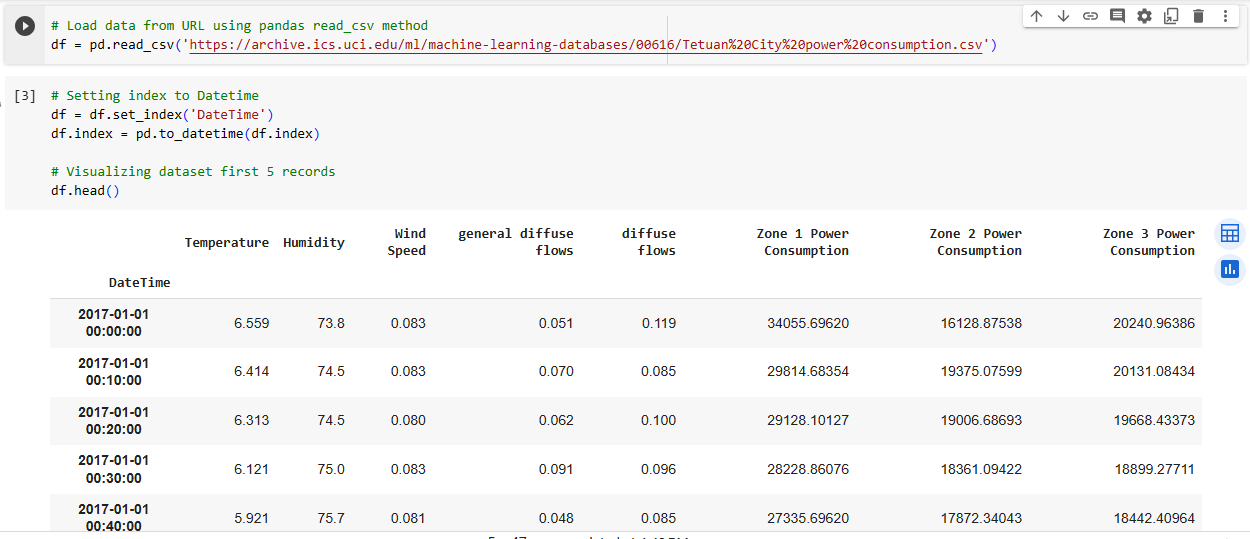 # Load data from URL using pandas read_csv method
df = pd.read_csv('https://archive.ics.uci.edu/ml/machine-learning-databases/00616/Tetuan%20City%20power%20consumption.csv')
[3] # Setting index to Datetime
df = df.set_index('DateTime')
df.index = pd.to_datetime(df.index)
# Visualizing dataset first 5 records
df.head()
Temperature Humidity Wind Speed general diffuse flows diffuse flows Zone 1 Power Consumption Zone 2 Power Consumption Zone 3 Power Consumption
DateTime
2017-01-01 00:00:00 6.559 73.8 0.083 0.051 0.119 34055.69620 16128.87538 20240.96386
2017-01-01 00:10:00 6.414 74.5 0.083 0.070 0.085 29814.68354 19375.07599 20131.08434
2017-01-01 00:20:00 6.313 74.5 0.080 0.062 0.100 29128.10127 19006.68693 19668.43373
2017-01-01 00:30:00 6.121 75.0 0.083 0.091 0.096 28228.86076 18361.09422 18899.27711
2017-01-01 00:40:00 5.921 75.7 0.081 0.048 0.085 27335.69620 17872.34043 18442.40964